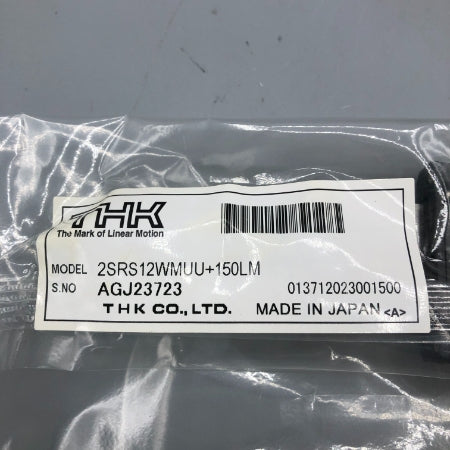 THK
The Mark of Linear Motion
MODEL 2SRS12WMUU+150LM
S.NO AGJ23723 013712023001500
THK CO.,LTD. MADE IN JAPAN <A>